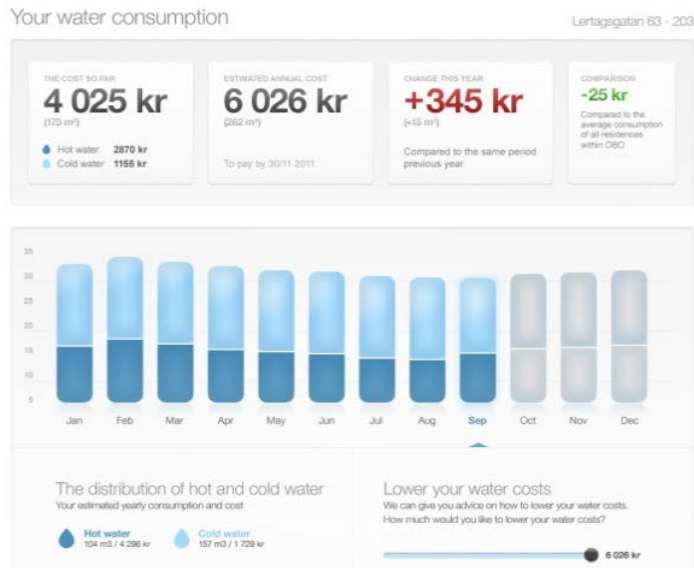 Your water consumption
Lertagsgatan 63 - 203
THE COST SO FAR
4 025 kr
(175 m³)
Hot water 2870 kr
Cold water 1155 kr
ESTIMATED ANNUAL COST
6 026 kr
(262 m³)
To pay by 30/11 2011
CHANGE THIS YEAR
+345 kr
(+15 m³)
Compared to the same period
previous year
COMPARISON
-25 kr
Compared to the
average consumption
of all residences
within ÖBO
35
30
25
20
15
10
5
Jan Feb Mar Apr May Jun Jul Aug Sep Oct Nov Dec
The distribution of hot and cold water
Your estimated yearly consumption and cost
Hot water
104 m3 / 4 296 kr
Cold water
157 m3 / 1 729 kr
Lower your water costs
We can give you advice on how to lower your water costs.
How much would you like to lower your water costs?
6 026 kr